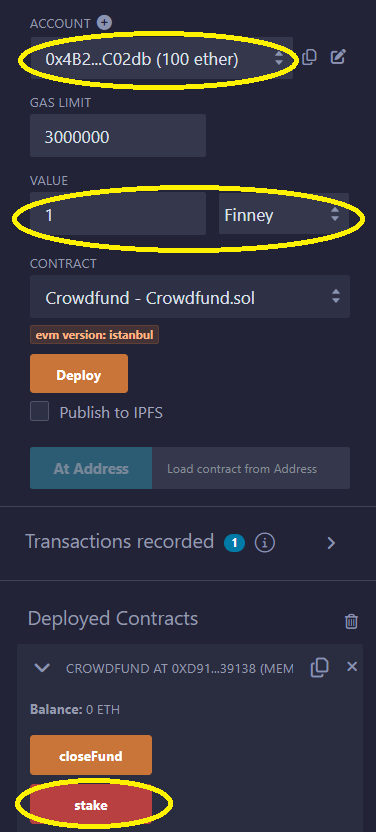 ACCOUNT
0x4B2...C02db (100 ether)
GAS LIMIT
3000000
VALUE
1 Finney
CONTRACT
Crowdfund - Crowdfund.sol
evm version: istanbul
Deploy
Publish to IPFS
At Address Load contract from Address
Transactions recorded 1 i
Deployed Contracts
CROWDFUND AT 0XD91...39138 (MEM
Balance: 0 ETH
closeFund
stake